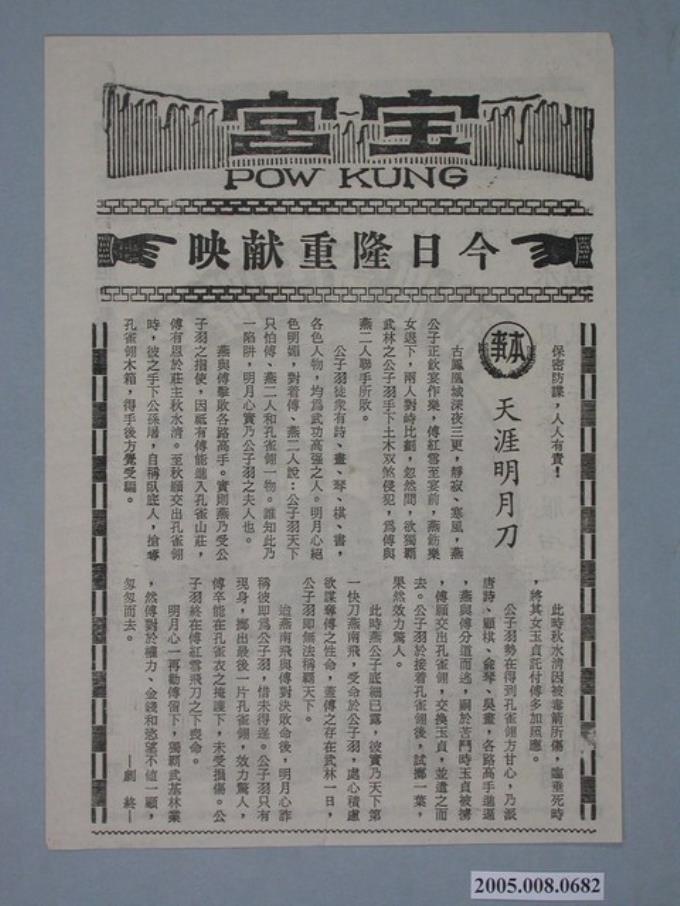 宝宮
POW KUNG
今日隆重献映
保密防諜，人人有責！
本事
天涯明月刀
古鳳凰城深夜三更，靜寂、寒風，燕
公子正飲宴作樂，傅紅雪至宴前，燕飭樂
女退下，兩人對峙比劃，忽然間，欲獨霸
武林之公子羽手下土木双煞侵犯，爲傅與
燕二人聯手所敗。
公子羽徒衆有詩、畫、琴、棋、書，
各色人物，均爲武功高强之人。明月心絕
色明媚，對着傅、燕二人說：公子羽天下
只怕傅、燕二人和孔雀翎一物。誰知此乃
一陷阱，明月心實乃公子羽之夫人也。
燕與傅擊敗各路高手。實則燕乃受公
子羽之指使，因祗有傅能進入孔雀山莊，
傅有恩於莊主秋水清。至秋願交出孔雀翎
時，彼之手下公孫屠，自稱臥底人，搶奪
孔雀翎木箱，得手後方覺受騙。
此時秋水清因被毒箭所傷，臨垂死時
，將其女玉貞託付傅多加照應。
公子羽勢在得到孔雀翎方甘心，乃派
唐詩、顧棋、兪琴、吳畫，各路高手進逼
，燕與傅分道而逃，嗣於苦鬥時玉貞被擄
，傅願交出孔雀翎，交換玉貞，並遣之而
去。公子羽於接着孔雀翎後，試擲一葉，
果然效力驚人。
此時燕公子底細已露，彼實乃天下第
一快刀燕南飛，受命於公子羽，處心積慮
欲謀奪傅之性命，蓋傅之存在武林一日，
公子羽卽無法稱覇天下。
迨燕南飛與傅對決敗命後，明月心詐
稱彼卽爲公子羽，惜未得逞。公子羽只有
現身，擲出最後一片孔雀翎，效力驚人，
傅卒能在孔雀衣之掩護下，未受損傷。公
子羽終在傅紅雪飛刀之下喪命。
明月心一再勸傅留下，獨覇武基林業
，然傅對於權力、金錢和慾望不値一顧，
匆匆而去。
—劇 終—
2005.008.0682